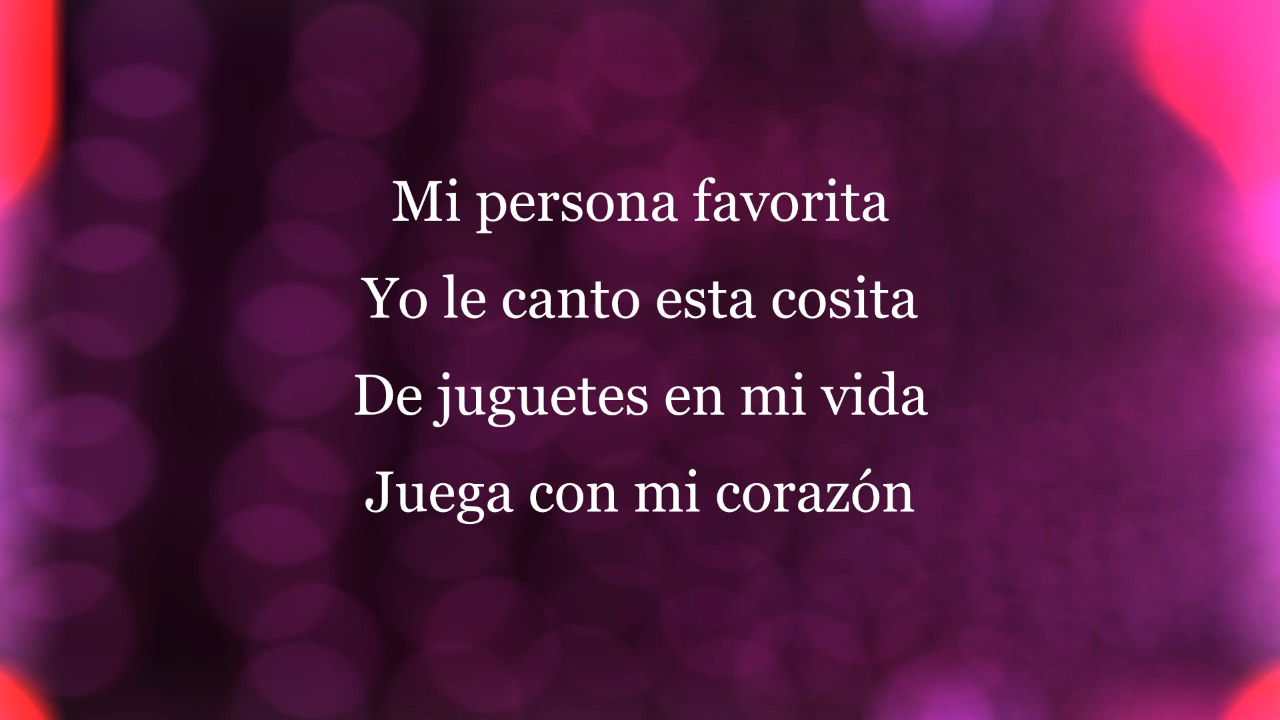 Mi persona favorita
Yo le canto esta cosita
De juguetes en mi vida
Juega con mi corazón